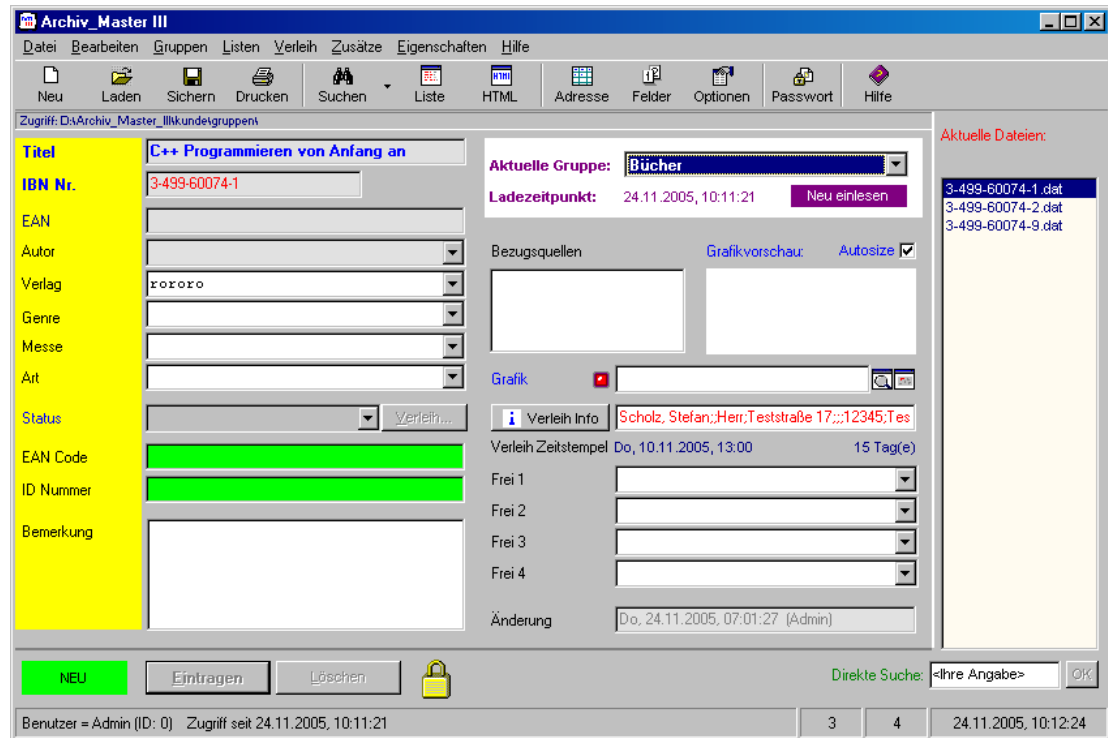 Archiv_Master III
Datei Bearbeiten Gruppen Listen Verleih Zusätze Eigenschaften Hilfe
Neu Laden Sichern Drucken Suchen Liste HTML Adresse Felder Optionen Passwort Hilfe
Zugriff: D:\Archiv_Master_III\kunde\gruppen\
Titel C++ Programmieren von Anfang an
IBN Nr. 3-499-60074-1
EAN
Autor
Verlag rororo
Genre
Messe
Art
Status Verleih...
EAN Code
ID Nummer
Bemerkung
Aktuelle Gruppe: Bücher
Ladezeitpunkt: 24.11.2005, 10:11:21 Neu einlesen
Bezugsquellen Grafikvorschau: Autosize
Grafik
Verleih Info Scholz, Stefan;;Herr;Teststraße 17;;;12345;Tes
Verleih Zeitstempel Do, 10.11.2005, 13:00 15 Tag(e)
Frei 1
Frei 2
Frei 3
Frei 4
Änderung Do, 24.11.2005, 07:01:27 (Admin)
Aktuelle Dateien:
3-499-60074-1.dat
3-499-60074-2.dat
3-499-60074-9.dat
NEU Eintragen Löschen Direkte Suche: <Ihre Angabe> OK
Benutzer = Admin (ID: 0) Zugriff seit 24.11.2005, 10:11:21 3 4 24.11.2005, 10:12:24